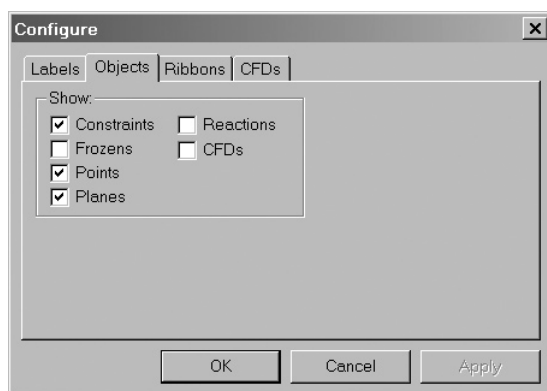 Configure
Labels Objects Ribbons CFDs
Show:
Constraints Reactions
Frozens CFDs
Points
Planes
OK Cancel Apply